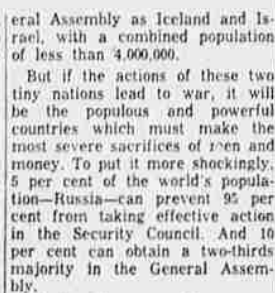 eral Assembly as Iceland and Is-
rael, with a combined population
of less than 4,000,000.
But if the actions of these two
tiny nations lead to war, it will
be the populous and powerful
countries which must make the
most severe sacrifices of men and
money. To put it more shockingly,
5 per cent of the world's popula-
tion—Russia—can prevent 95 per
cent from taking effective action
in the Security Council. And 10
per cent can obtain a two-thirds
majority in the General Assem-
bly.